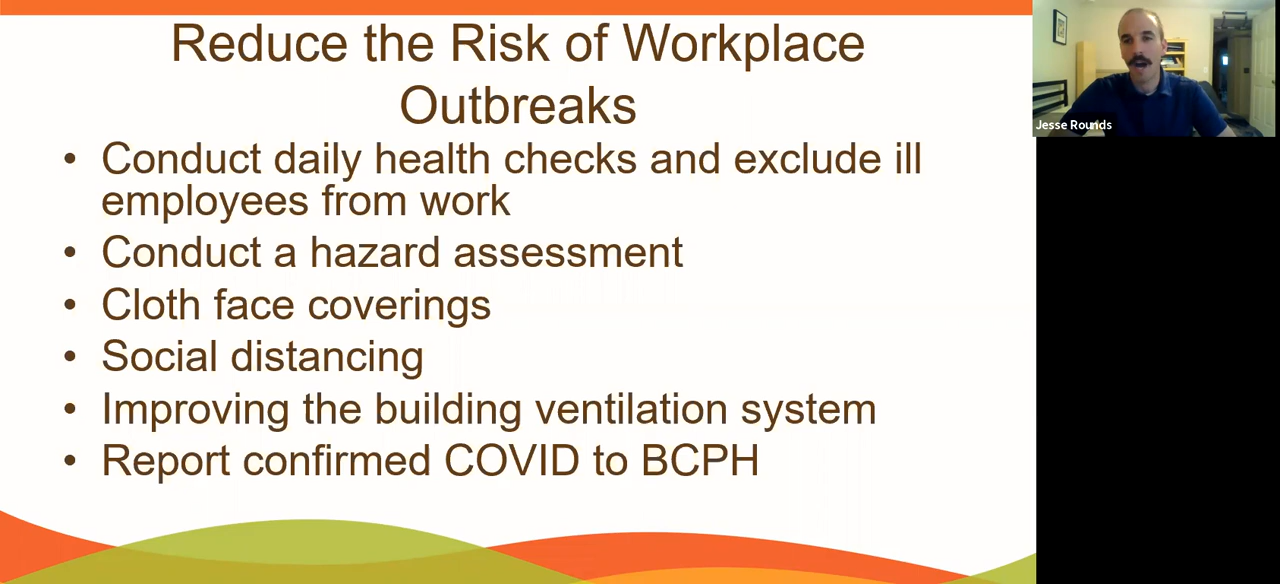 Reduce the Risk of Workplace
Outbreaks
• Conduct daily health checks and exclude ill
employees from work
• Conduct a hazard assessment
• Cloth face coverings
• Social distancing
• Improving the building ventilation system
• Report confirmed COVID to BCPH
Jesse Rounds